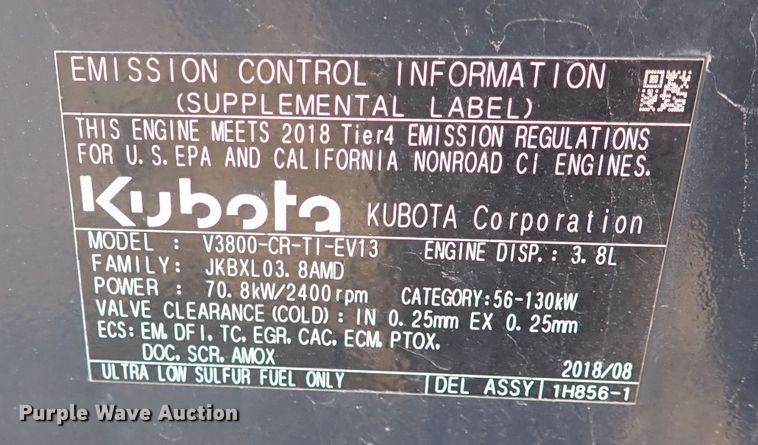 EMISSION CONTROL INFORMATION
(SUPPLEMENTAL LABEL)
THIS ENGINE MEETS 2018 Tier4 EMISSION REGULATIONS
FOR U.S.EPA AND CALIFORNIA NONROAD CI ENGINES.
Kubota KUBOTA Corporation
MODEL : V3800-CR-TI-EV13 ENGINE DISP.: 3.8L
FAMILY: JKBXL03.8AMD
POWER : 70.8kW/2400rpm CATEGORY:56-130kW
VALVE CLEARANCE(COLD): IN 0.25mm EX 0.25mm
ECS: EM, DFI, TC, EGR, CAC, ECM, PTOX,
DOC, SCR, AMOX 2018/08
ULTRA LOW SULFUR FUEL ONLY DEL ASSY 1H856-1
Purple Wave Auction